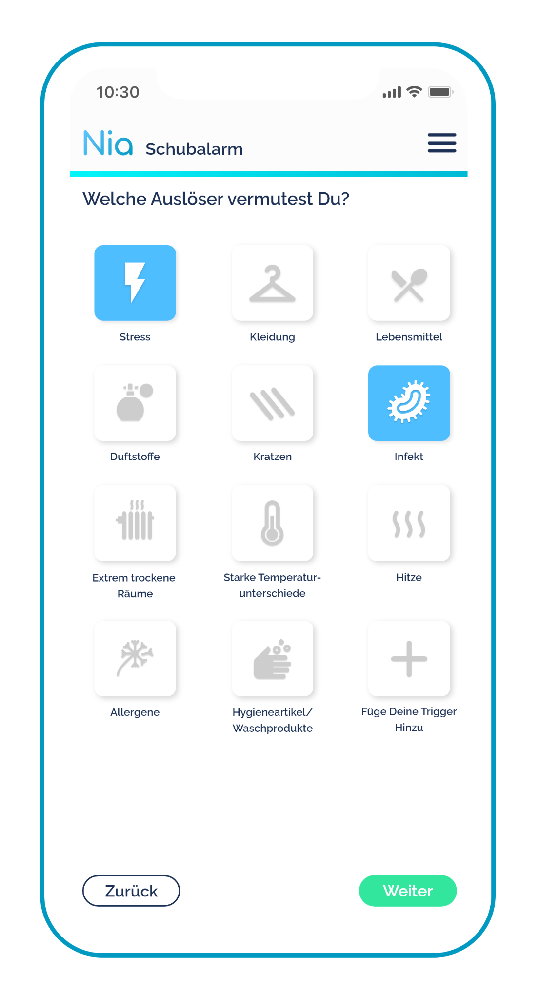 10:30
Nia Schubalarm
Welche Auslöser vermutest Du?
Stress
Kleidung
Lebensmittel
Duftstoffe
Kratzen
Infekt
Extrem trockene
Räume
Starke Temperatur-
unterschiede
Hitze
Allergene
Hygieneartikel/
Waschprodukte
Füge Deine Trigger
Hinzu
Zurück
Weiter